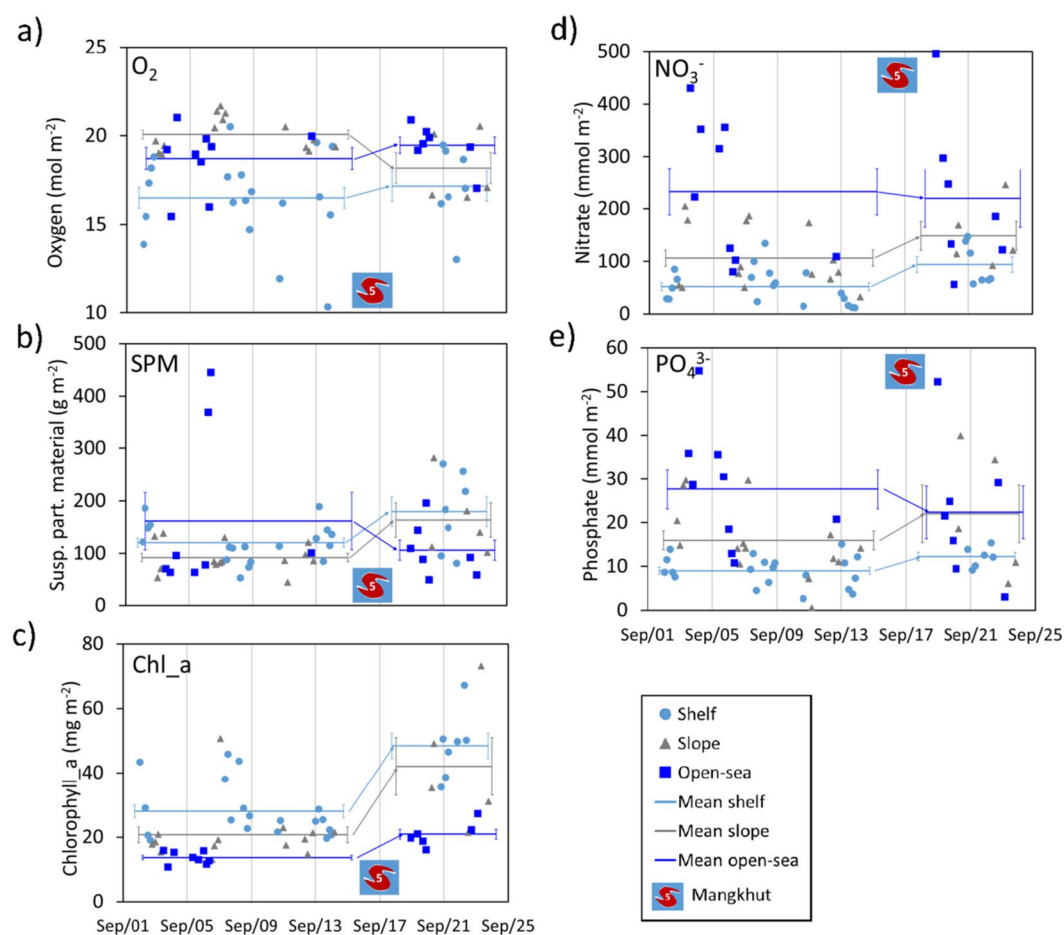 a)
O2
Oxygen (mol m-2)
25
20
15
10
5
b)
SPM
Susp. part. material (g m-2)
500
400
300
200
100
0
5
c)
Chl_a
Chlorophyll_a (mg m-2)
80
60
40
20
0
5
Sep/01 Sep/05 Sep/09 Sep/13 Sep/17 Sep/21 Sep/25
d)
NO3-
Nitrate (mmol m-2)
500
400
300
200
100
0
5
e)
PO43-
Phosphate (mmol m-2)
60
50
40
30
20
10
0
5
Sep/01 Sep/05 Sep/09 Sep/13 Sep/17 Sep/21 Sep/25
Shelf
Slope
Open-sea
Mean shelf
Mean slope
Mean open-sea
5 Mangkhut